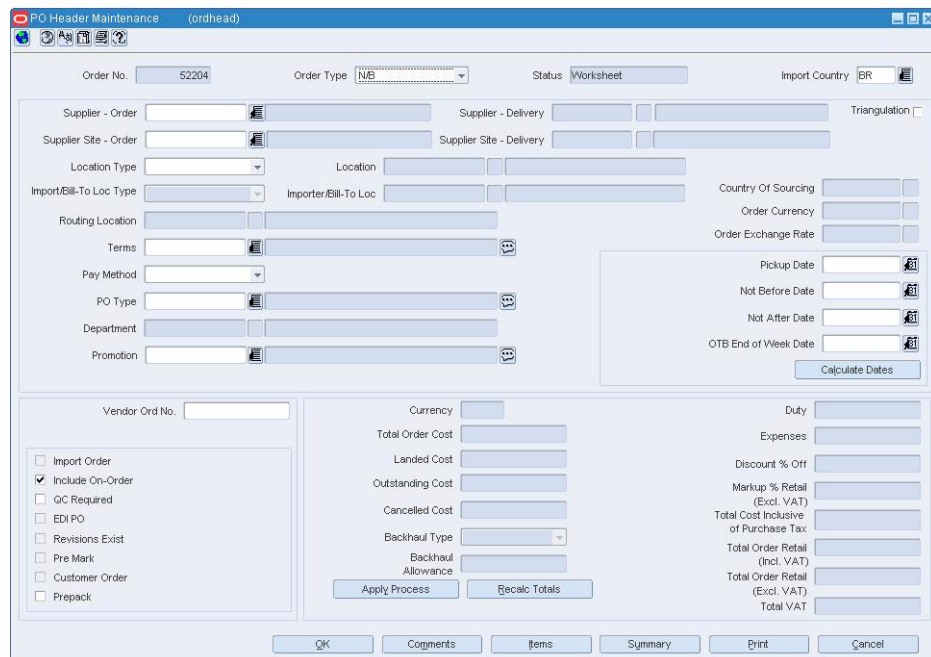 PO Header Maintenance (ordhead)
Order No. 52204 Order Type N/B Status Worksheet Import Country BR
Supplier - Order Supplier - Delivery Triangulation
Supplier Site - Order Supplier Site - Delivery
Location Type Location
Import/Bill-To Loc Type Importer/Bill-To Loc Country Of Sourcing
Order Currency
Routing Location
Order Exchange Rate
Terms
Pickup Date
Pay Method
Not Before Date
PO Type
Not After Date
Department
OTB End of Week Date
Promotion
Calculate Dates
Vendor Ord No.
Import Order
Include On-Order
QC Required
EDI PO
Revisions Exist
Pre Mark
Customer Order
Prepack
Currency
Total Order Cost
Landed Cost
Outstanding Cost
Cancelled Cost
Backhaul Type
Backhaul
Allowance
Apply Process Recalc Totals
Duty
Expenses
Discount % Off
Markup % Retail
(Excl. VAT)
Total Cost Inclusive
of Purchase Tax
Total Order Retail
(Incl. VAT)
Total Order Retail
(Excl. VAT)
Total VAT
OK Comments Items Summary Print Cancel